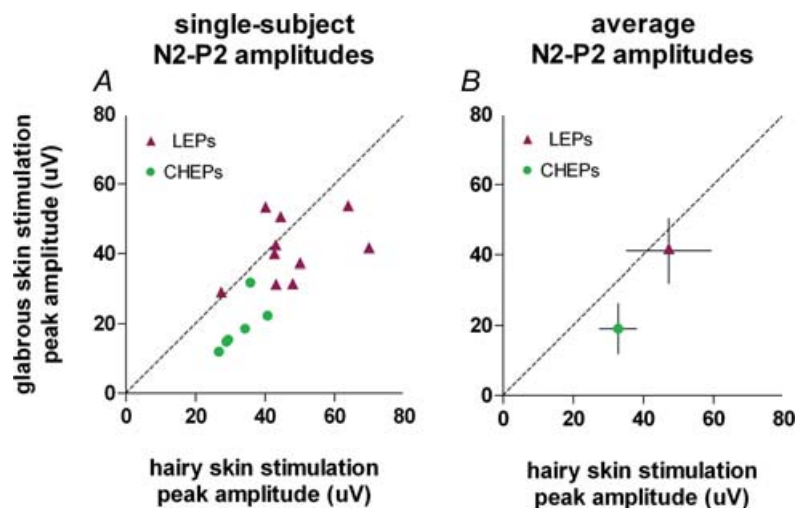 single-subject
N2-P2 amplitudes
average
N2-P2 amplitudes
A
80
60
40
20
0
LEPs
CHEPs
glabrous skin stimulation
peak amplitude (uV)
0 20 40 60 80
hairy skin stimulation
peak amplitude (uV)
B
80
60
40
20
0
LEPs
CHEPs
0 20 40 60 80
hairy skin stimulation
peak amplitude (uV)